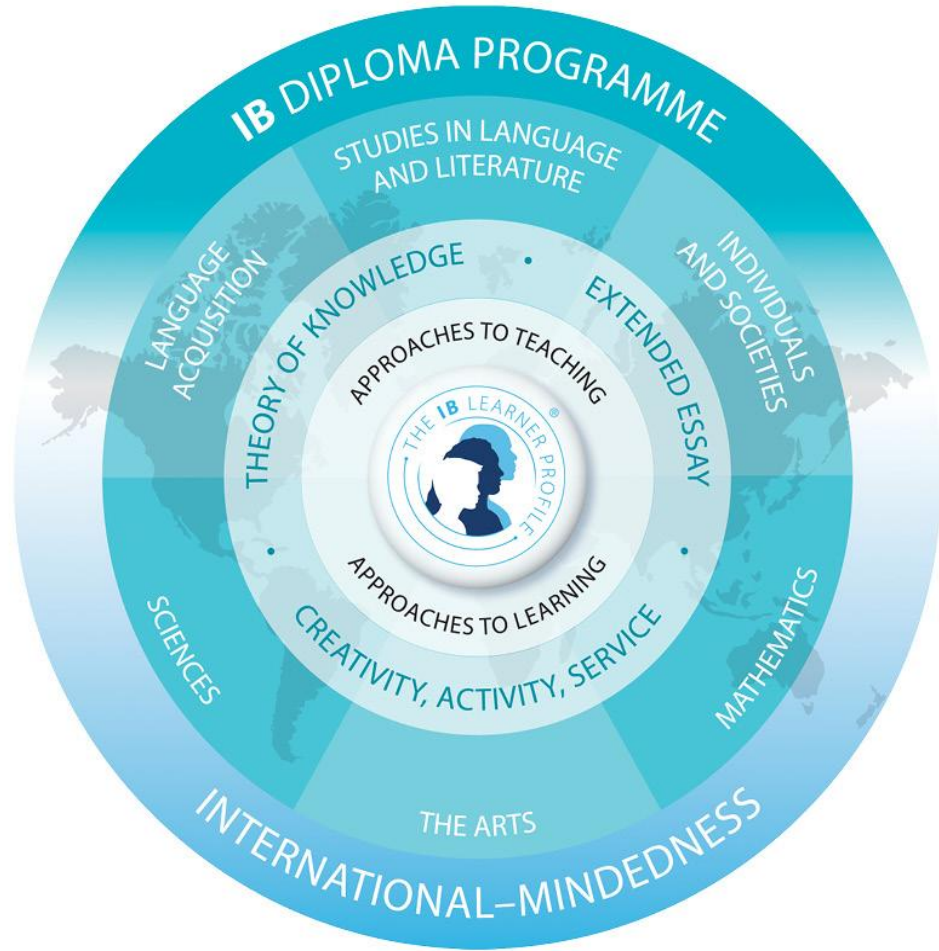 IB DIPLOMA PROGRAMME
STUDIES IN LANGUAGE
AND LITERATURE
LANGUAGE
ACQUISITION
INDIVIDUALS
AND SOCIETIES
THEORY OF KNOWLEDGE
•
EXTENDED ESSAY
APPROACHES TO TEACHING
THE IB LEARNER PROFILE
®
APPROACHES TO LEARNING
•
•
CREATIVITY, ACTIVITY, SERVICE
SCIENCES
MATHEMATICS
THE ARTS
INTERNATIONAL–MINDEDNESS